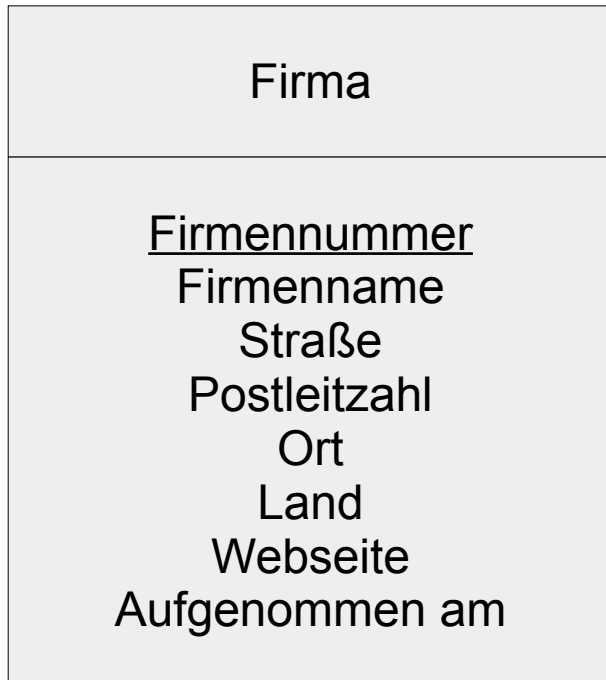 Firma
Firmennummer
Firmenname
Straße
Postleitzahl
Ort
Land
Webseite
Aufgenommen am